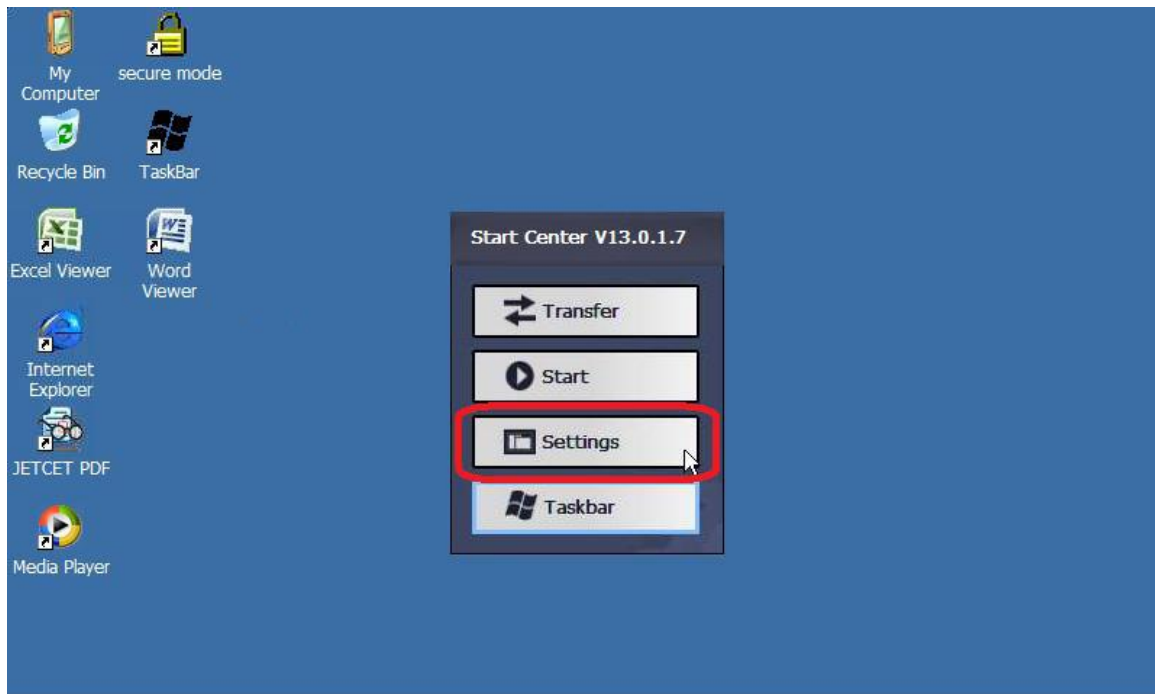 My
Computer
secure mode
Recycle Bin
TaskBar
Excel Viewer
Word
Viewer
Internet
Explorer
JETCET PDF
Media Player
Start Center V13.0.1.7
Transfer
Start
Settings
Taskbar